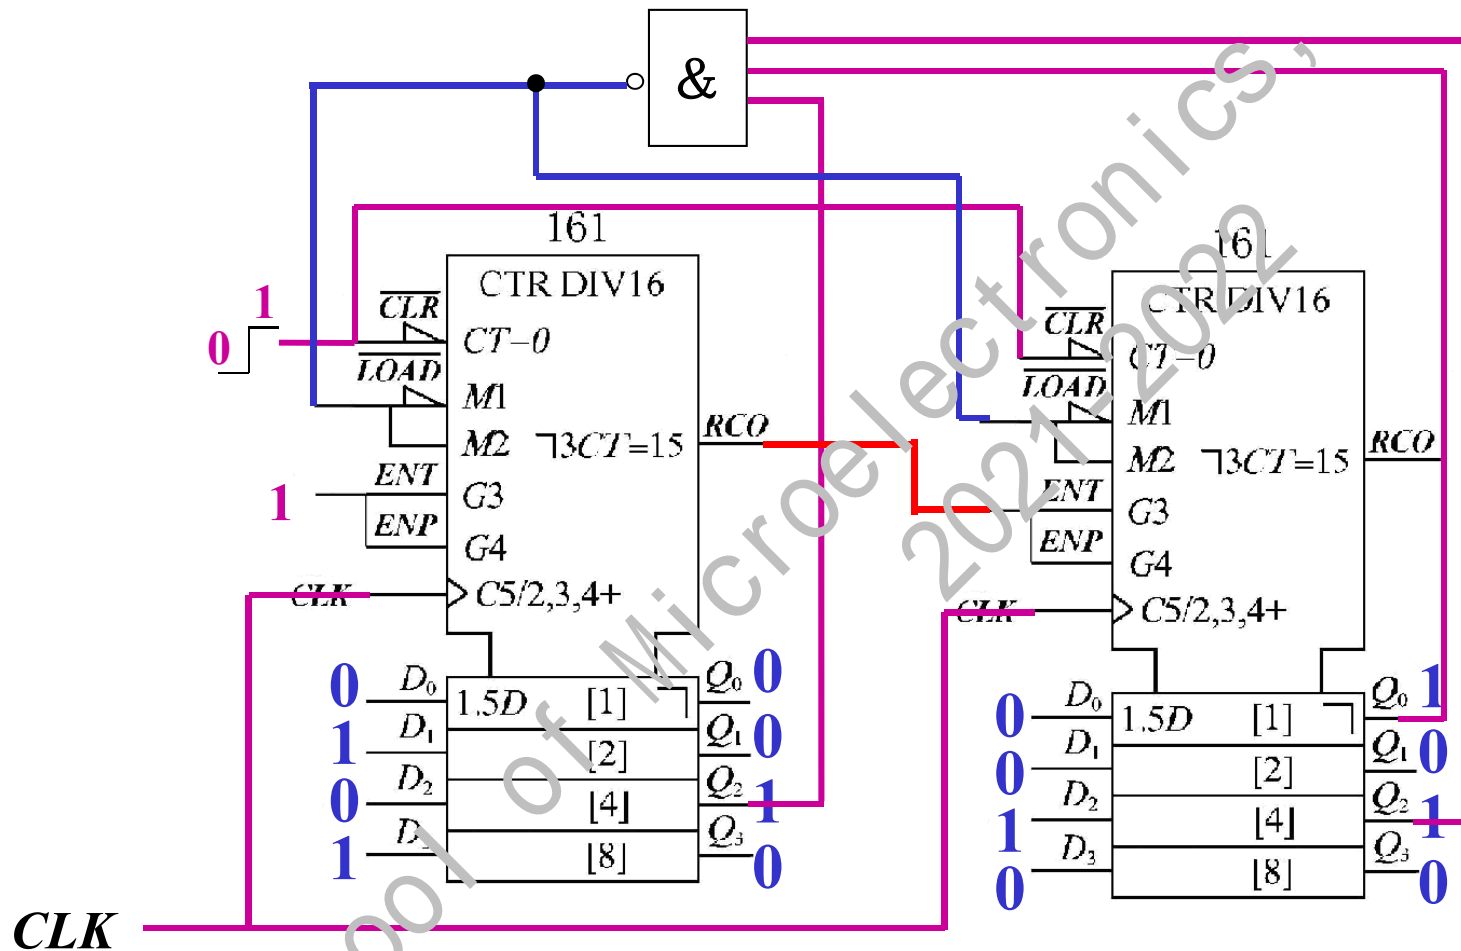 &
161
CTR DIV16
CLR
CT-0
LOAD
M1
M2
⅂3CT=15
RCO
ENT
G3
ENP
G4
CLK
C5/2,3,4+
0
1
1
D0
D1
D2
D3
0
1
0
1
1.5D
[1]
[2]
[4]
[8]
Q0
Q1
Q2
Q3
0
0
1
0
161
CTR DIV16
CLR
CT-0
LOAD
M1
M2
⅂3CT=15
RCO
ENT
G3
ENP
G4
CLK
C5/2,3,4+
D0
D1
D2
D3
0
0
1
0
1.5D
[1]
[2]
[4]
[8]
Q0
Q1
Q2
Q3
1
0
1
0
CLK
of Microelectronics,
2021-2022